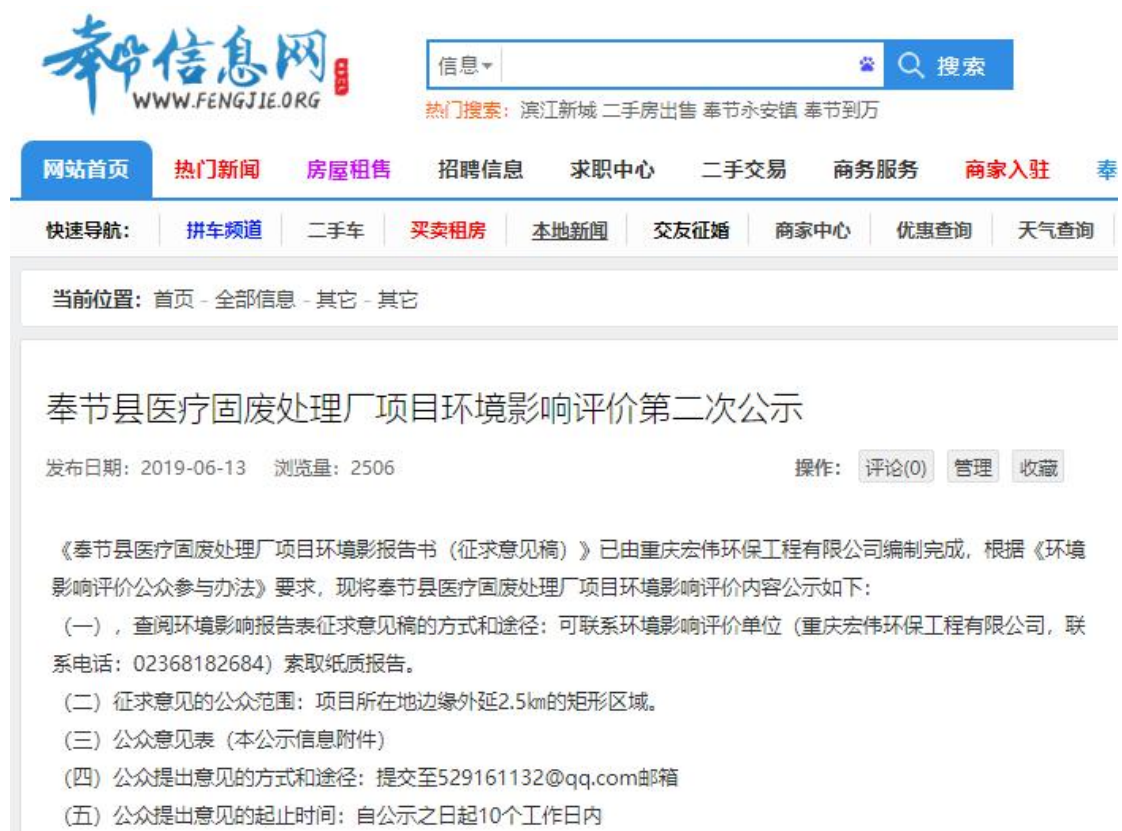 奉节信息网
WWW.FENGJIE.ORG
信息
搜索
热门搜索：滨江新城 二手房出售 奉节永安镇 奉节到万
网站首页 热门新闻 房屋租售 招聘信息 求职中心 二手交易 商务服务 商家入驻 奉
快速导航： 拼车频道 二手车 买卖租房 本地新闻 交友征婚 商家中心 优惠查询 天气查询
当前位置：首页 - 全部信息 - 其它 - 其它
奉节县医疗固废处理厂项目环境影响评价第二次公示
发布日期：2019-06-13 浏览量：2506 操作： 评论(0) 管理 收藏
《奉节县医疗固废处理厂项目环境影报告书（征求意见稿）》已由重庆宏伟环保工程有限公司编制完成，根据《环境
影响评价公众参与办法》要求，现将奉节县医疗固废处理厂项目环境影响评价内容公示如下：
（一），查阅环境影响报告表征求意见稿的方式和途径：可联系环境影响评价单位（重庆宏伟环保工程有限公司，联
系电话：02368182684）索取纸质报告。
（二）征求意见的公众范围：项目所在地边缘外延2.5㎞的矩形区域。
（三）公众意见表（本公示信息附件）
（四）公众提出意见的方式和途径：提交至529161132@qq.com邮箱
（五）公众提出意见的起止时间：自公示之日起10个工作日内